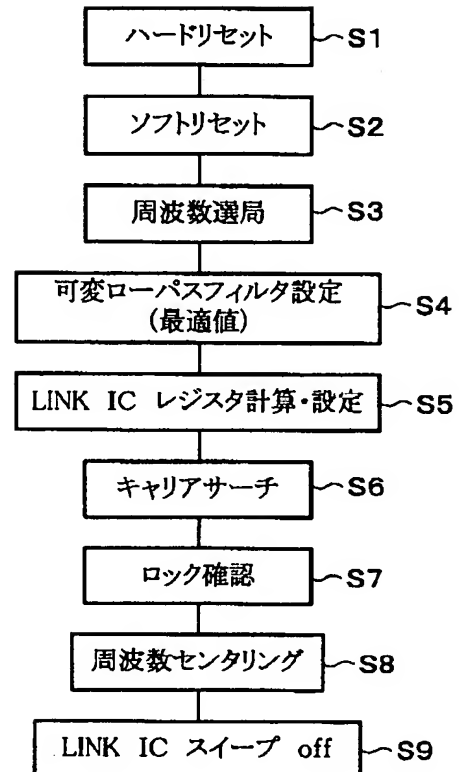 ハードリセット S1
ソフトリセット S2
周波数選局 S3
可変ローパスフィルタ設定
(最適値) S4
LINK IC レジスタ計算・設定 S5
キャリアサーチ S6
ロック確認 S7
周波数センタリング S8
LINK IC スイープ off S9